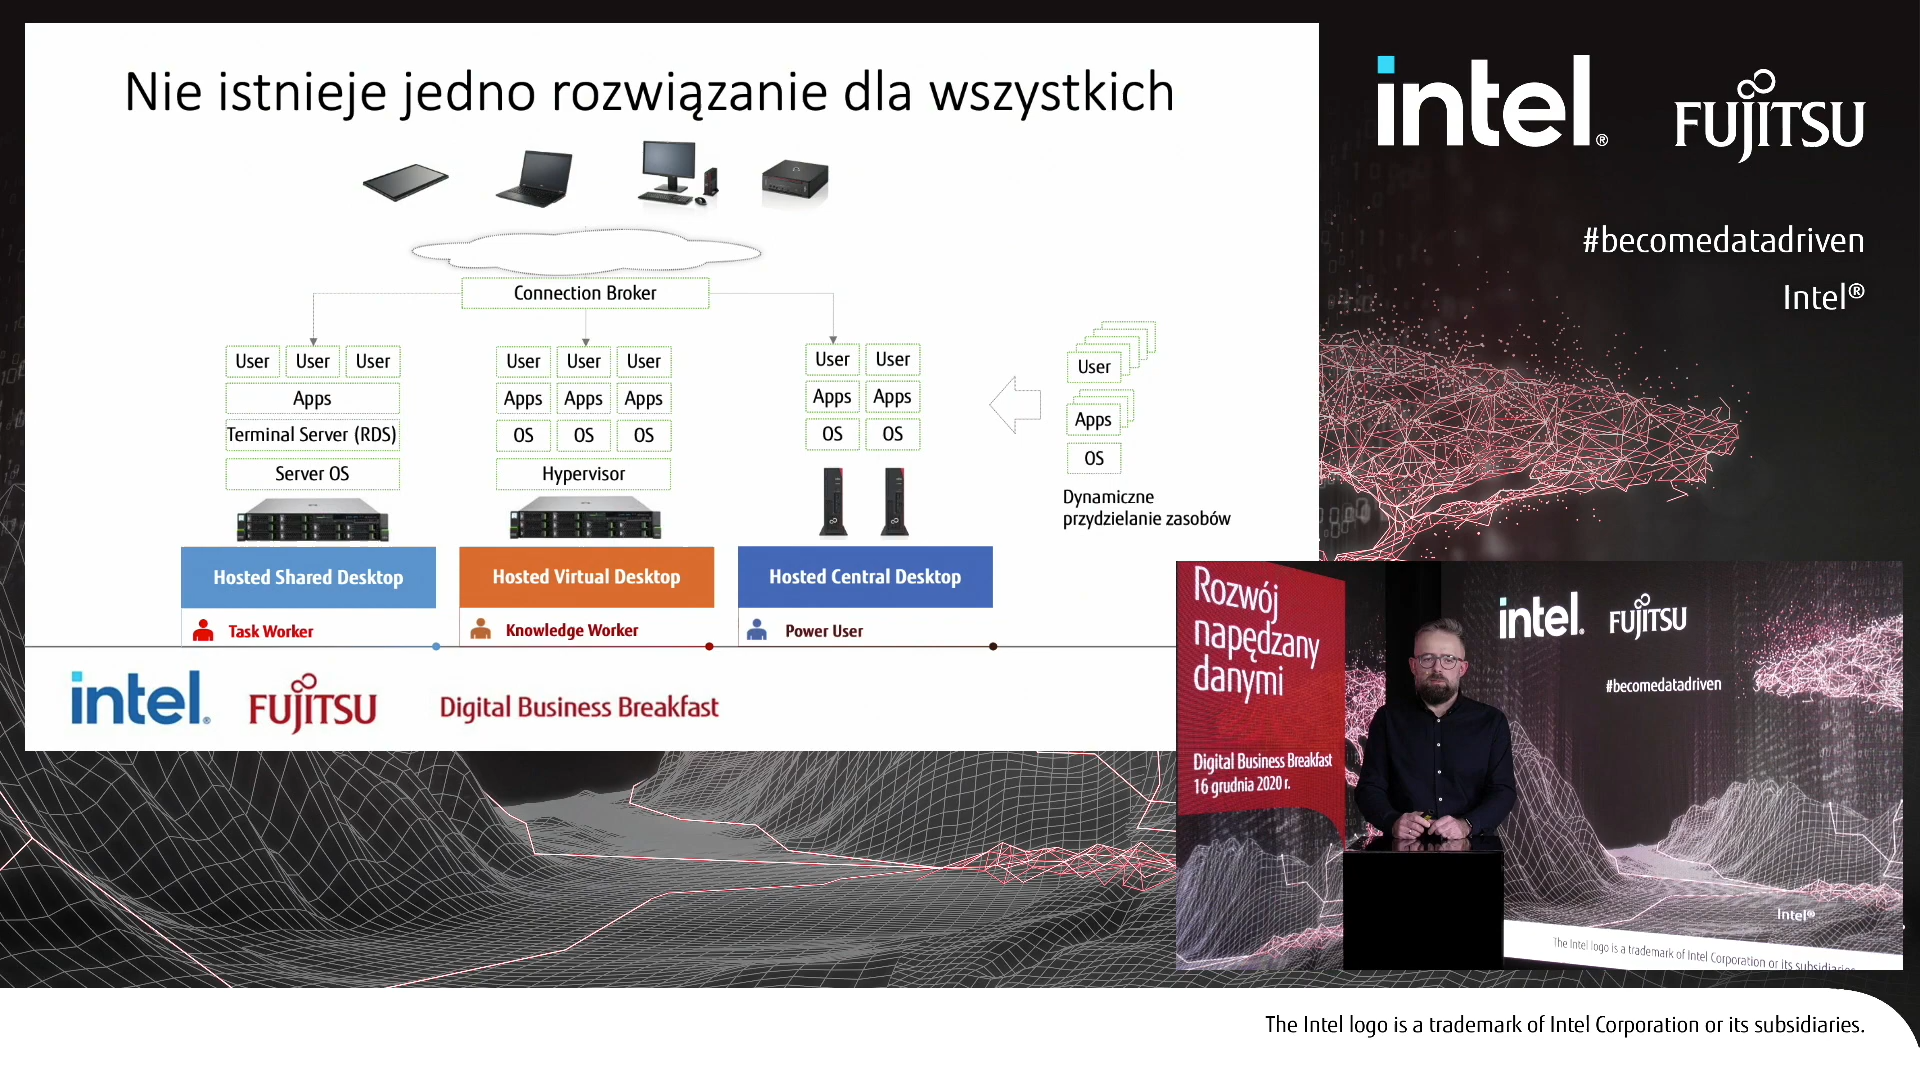 Nie istnieje jedno rozwiązanie dla wszystkich
Connection Broker
User User User
Apps
Terminal Server (RDS)
Server OS
User User User
Apps Apps Apps
OS OS OS
Hypervisor
User User
Apps Apps
OS OS
User
Apps
OS
Dynamiczne
przydzielanie zasobów
Hosted Shared Desktop
Hosted Virtual Desktop
Hosted Central Desktop
Task Worker
Knowledge Worker
Power User
intel®
FUJITSU
Digital Business Breakfast
intel®
FUJITSU
#becomedatadriven
Intel®
Rozwój
napędzany
danymi
Digital Business Breakfast
16 grudnia 2020 r.
intel.
FUJITSU
#becomedatadriven
Intel®
The Intel logo is a trademark of Intel Corporation or its subsidiaries.
The Intel logo is a trademark of Intel Corporation or its subsidiaries.